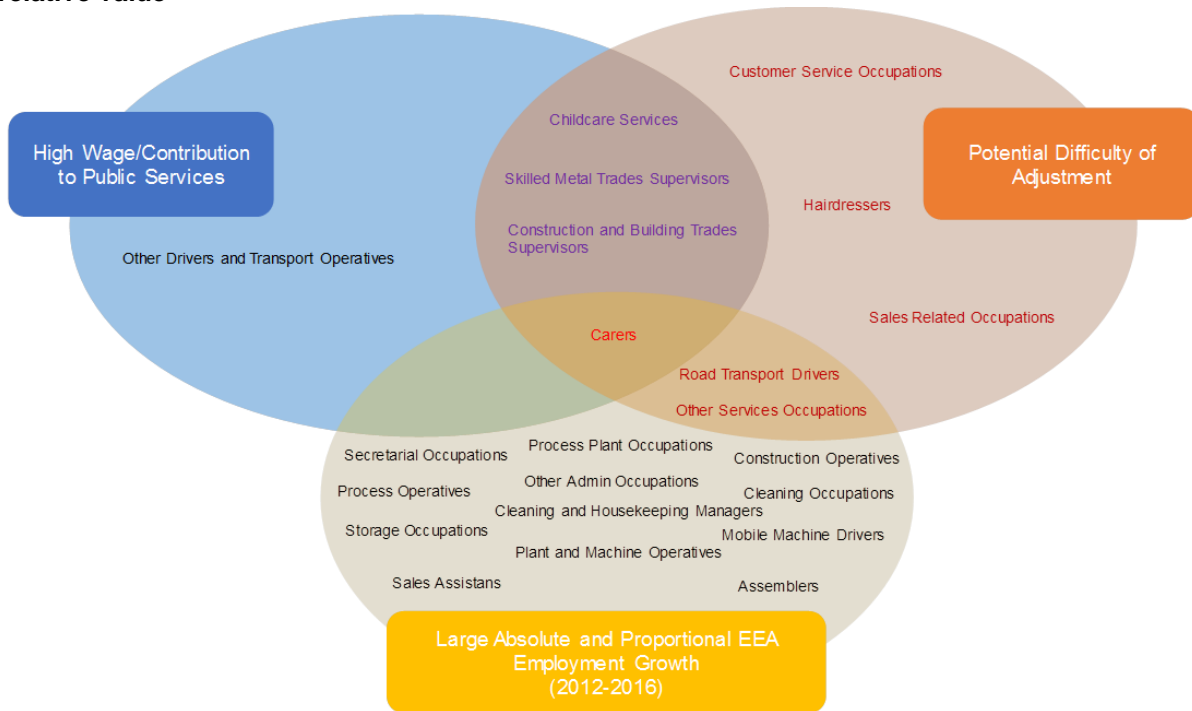 Customer Service Occupations
Childcare Services
High Wage/Contribution
to Public Services
Potential Difficulty of
Adjustment
Skilled Metal Trades Supervisors
Hairdressers
Construction and Building Trades
Supervisors
Other Drivers and Transport Operatives
Sales Related Occupations
Carers
Road Transport Drivers
Other Services Occupations
Secretarial Occupations
Process Plant Occupations
Construction Operatives
Process Operatives
Other Admin Occupations
Cleaning Occupations
Cleaning and Housekeeping Managers
Storage Occupations
Mobile Machine Drivers
Plant and Machine Operatives
Sales Assistans
Assemblers
Large Absolute and Proportional EEA
Employment Growth
(2012-2016)